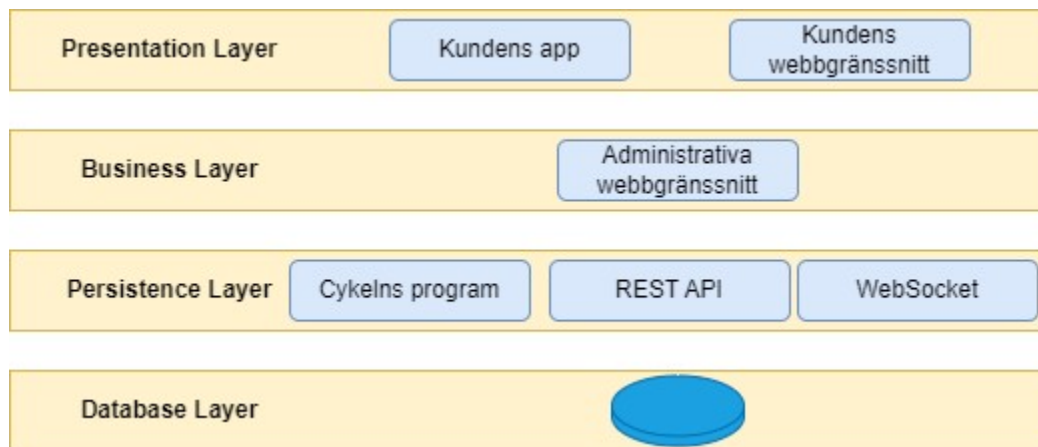 Presentation Layer
Kundens app
Kundens
webbgränssnitt
Business Layer
Administrativa
webbgränssnitt
Persistence Layer
Cykelns program
REST API
WebSocket
Database Layer